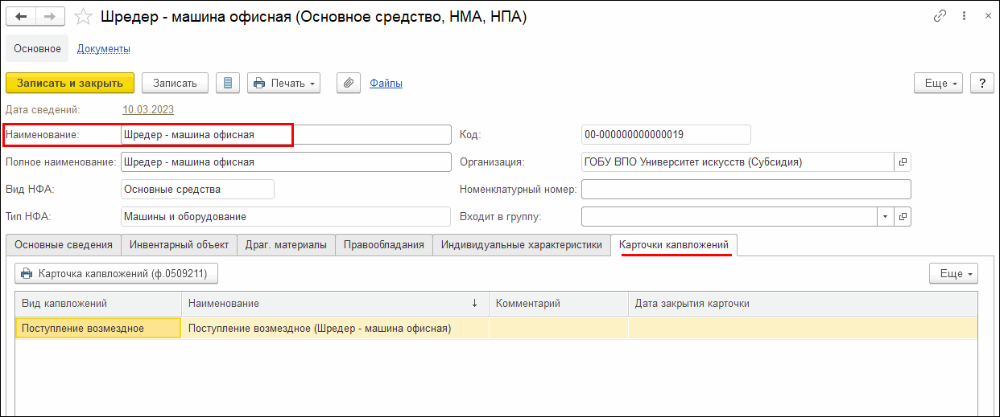 Шредер - машина офисная (Основное средство, НМА, НПА)
Основное Документы
Записать и закрыть Записать Печать Файлы Еще ?
Дата сведений: 10.03.2023
Наименование: Шредер - машина офисная Код: 00-000000000000019
Полное наименование: Шредер - машина офисная Организация: ГОБУ ВПО Университет искусств (Субсидия)
Вид НФА: Основные средства Номенклатурный номер:
Тип НФА: Машины и оборудование Входит в группу:
Основные сведения Инвентарный объект Драг. материалы Правообладания Индивидуальные характеристики Карточки капвложений
Карточка капвложений (ф.0509211) Еще
Вид капвложений Наименование ↓ Комментарий Дата закрытия карточки
Поступление возмездное Поступление возмездное (Шредер - машина офисная)